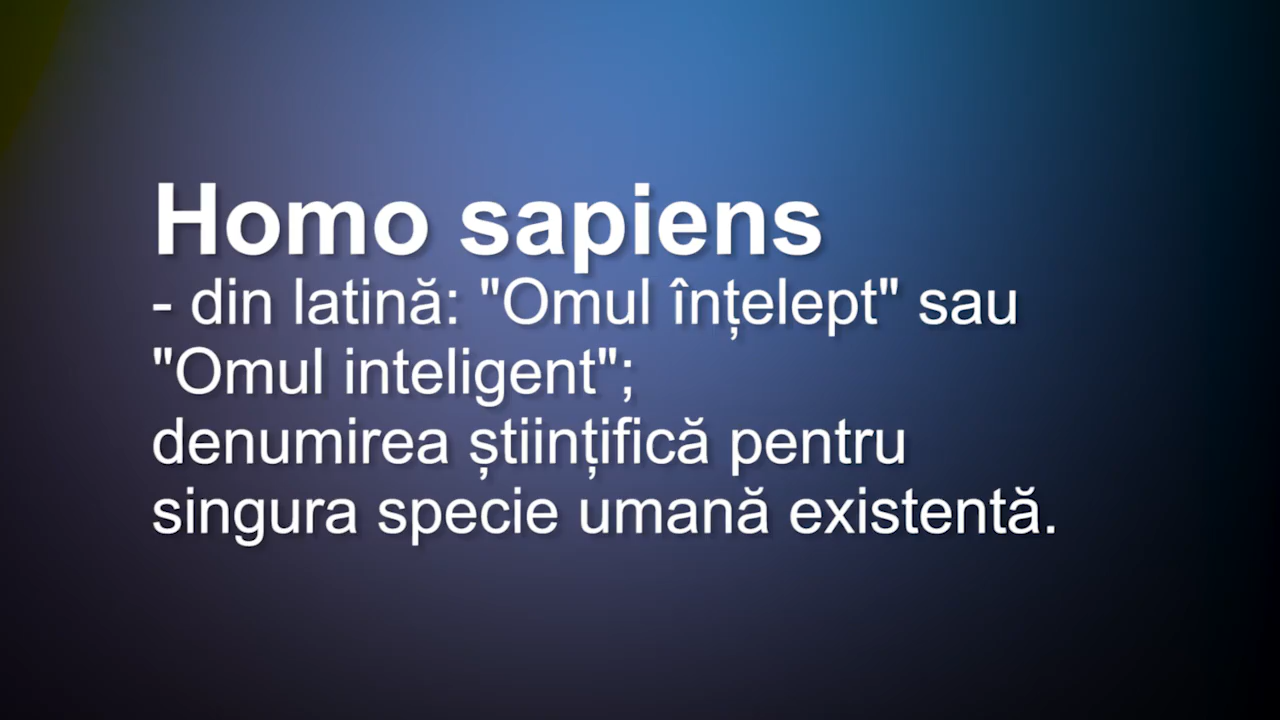 Homo sapiens
- din latină: "Omul înțelept" sau
"Omul inteligent";
denumirea științifică pentru
singura specie umană existentă.